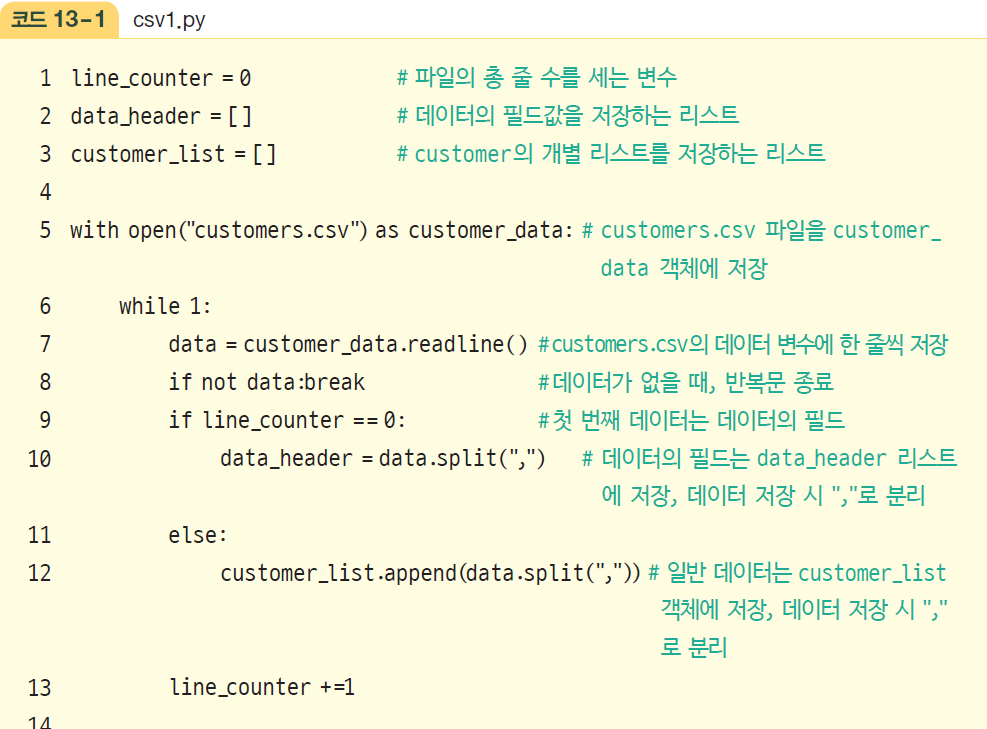 코드 13-1 csv1.py
1 line_counter = 0 # 파일의 총 줄 수를 세는 변수
2 data_header = [] # 데이터의 필드값을 저장하는 리스트
3 customer_list = [] # customer의 개별 리스트를 저장하는 리스트
4
5 with open("customers.csv") as customer_data: # customers.csv 파일을 customer_
data 객체에 저장
6 while 1:
7 data = customer_data.readline() #customers.csv의 데이터 변수에 한 줄씩 저장
8 if not data:break #데이터가 없을 때, 반복문 종료
9 if line_counter == 0: #첫 번째 데이터는 데이터의 필드
10 data_header = data.split(",") # 데이터의 필드는 data_header 리스트
에 저장, 데이터 저장 시 ","로 분리
11 else:
12 customer_list.append(data.split(",")) # 일반 데이터는 customer_list
객체에 저장, 데이터 저장 시 ","
로 분리
13 line_counter +=1
14